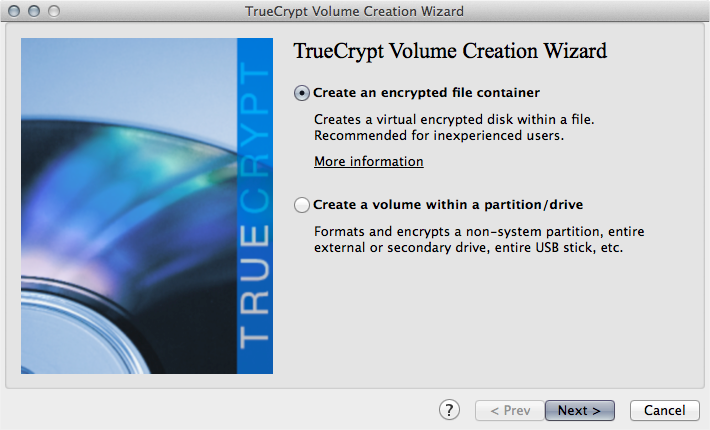 TrueCrypt Volume Creation Wizard
TRUECRYPT
TrueCrypt Volume Creation Wizard
Create an encrypted file container
Creates a virtual encrypted disk within a file.
Recommended for inexperienced users.
More information
Create a volume within a partition/drive
Formats and encrypts a non-system partition, entire
external or secondary drive, entire USB stick, etc.
? < Prev Next > Cancel